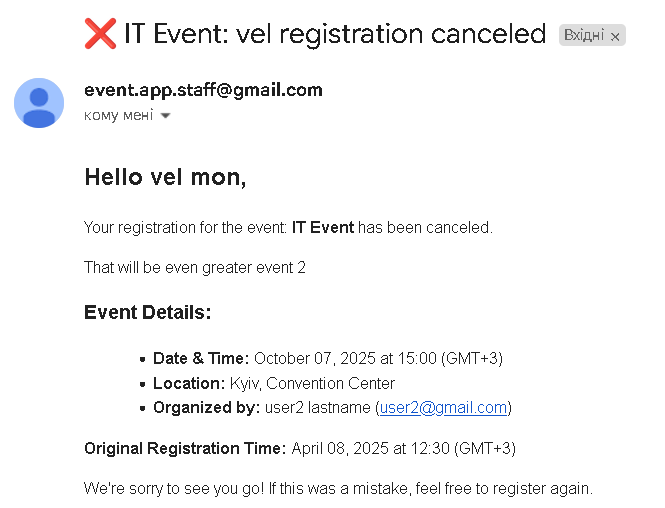 ❌ IT Event: vel registration canceled Вхідні ×
event.app.staff@gmail.com
кому мені
Hello vel mon,
Your registration for the event: IT Event has been canceled.
That will be even greater event 2
Event Details:
• Date & Time: October 07, 2025 at 15:00 (GMT+3)
• Location: Kyiv, Convention Center
• Organized by: user2 lastname (user2@gmail.com)
Original Registration Time: April 08, 2025 at 12:30 (GMT+3)
We're sorry to see you go! If this was a mistake, feel free to register again.